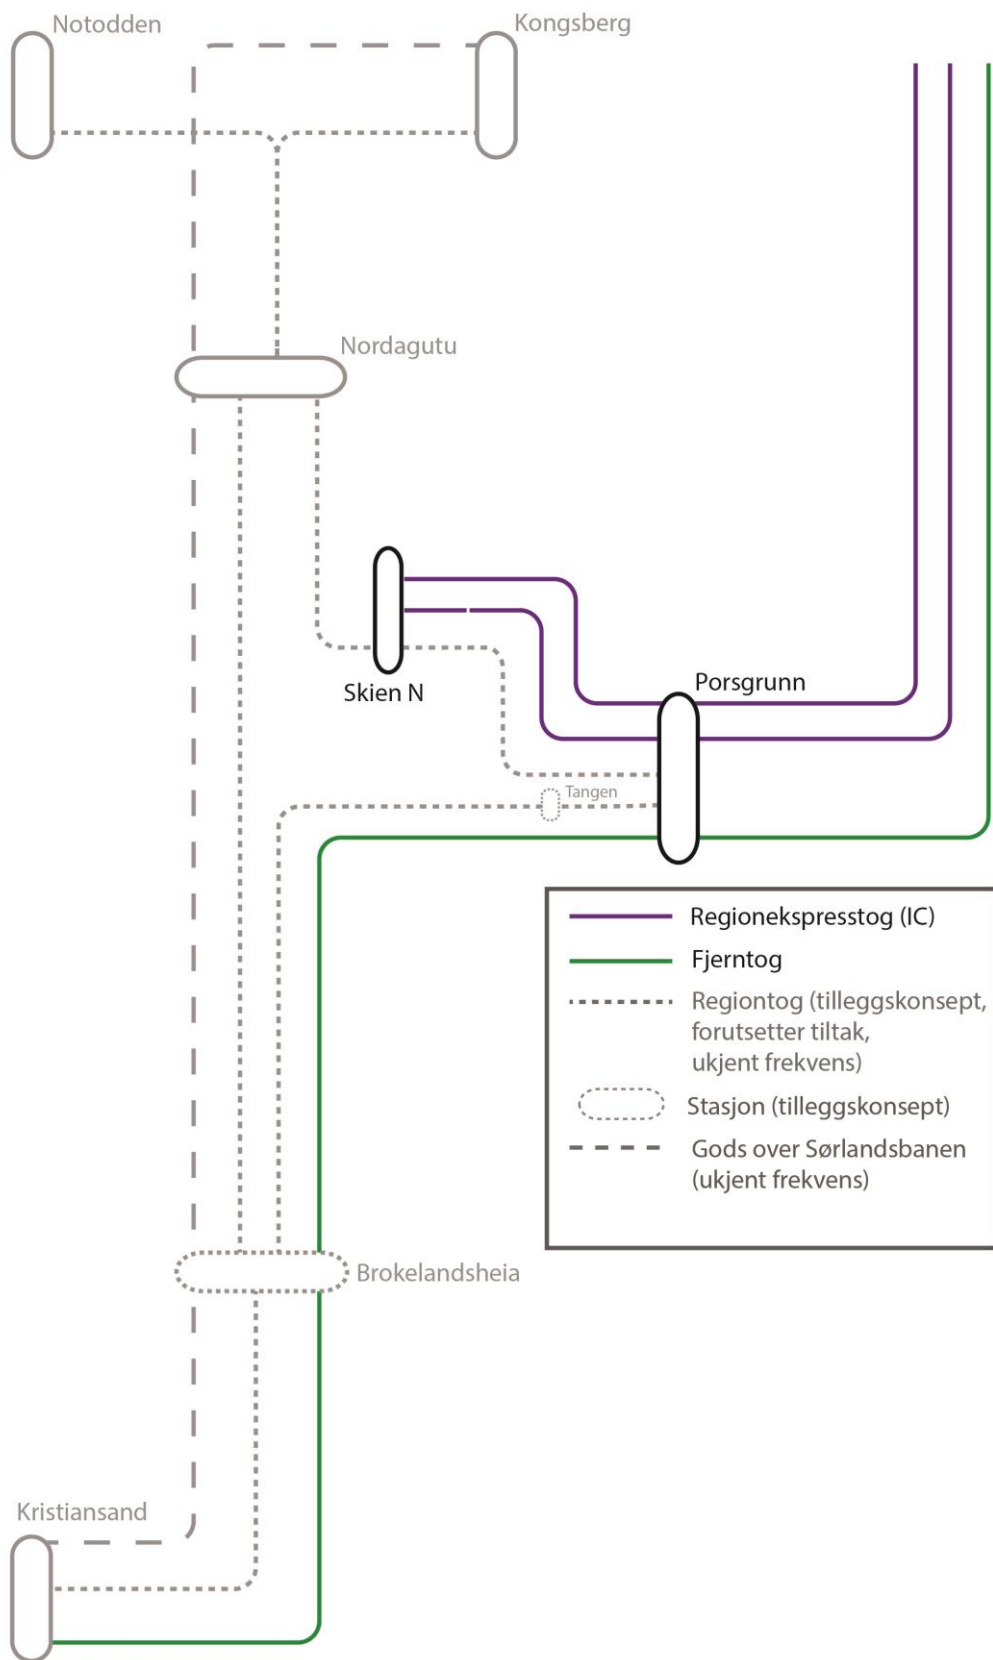 Notodden
Kongsberg
Nordagutu
Skien N
Porsgrunn
Tangen
Regionekspresstog (IC)
Fjerntog
Regiontog (tilleggskonsept,
forutsetter tiltak,
ukjent frekvens)
Stasjon (tilleggskonsept)
Gods over Sørlandsbanen
(ukjent frekvens)
Brokelandsheia
Kristiansand